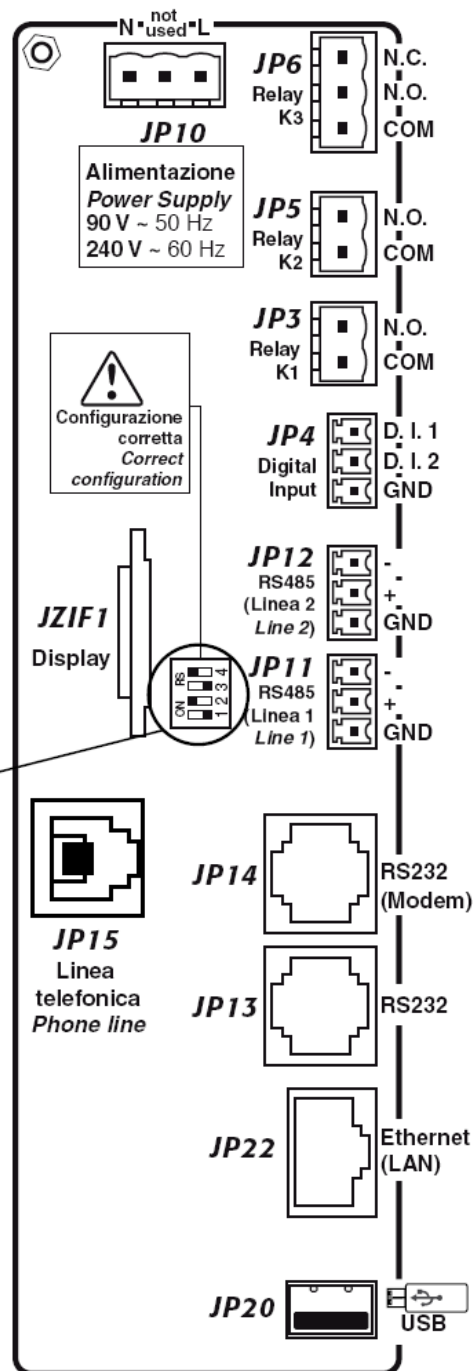 N not used L
JP10
Alimentazione
Power Supply
90 V ~ 50 Hz
240 V ~ 60 Hz
JP6
Relay
K3
N.C.
N.O.
COM
JP5
Relay
K2
N.O.
COM
JP3
Relay
K1
N.O.
COM
Configurazione
corretta
Correct
configuration
JP4
Digital
Input
D. I. 1
D. I. 2
GND
JP12
RS485
(Linea 2
Line 2)
-
+
GND
JZIF1
Display
ON RS
1 2 3 4
JP11
RS485
(Linea 1
Line 1)
-
+
GND
JP15
Linea
telefonica
Phone line
JP14
RS232
(Modem)
JP13
RS232
JP22
Ethernet
(LAN)
JP20
USB